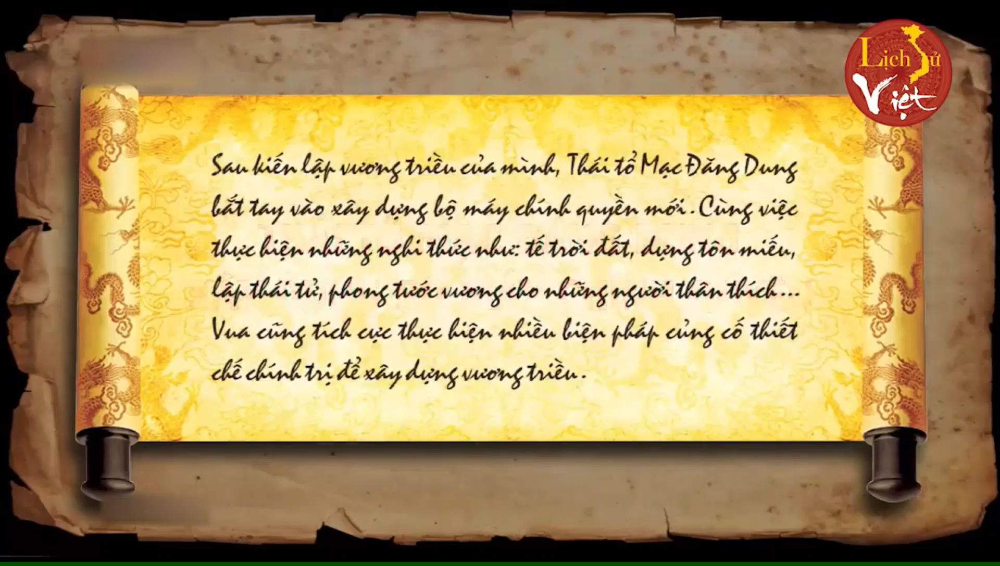 Lịch Sử
Việt
Sau kiến lập vương triều của mình, Thái tổ Mạc Đăng Dung
bắt tay vào xây dựng bộ máy chính quyền mới. Cùng việc
thực hiện những nghi thức như: tế trời đất, dựng tôn miếu,
lập thái tử, phong tước vương cho những người thân thích...
Vua cũng tích cực thực hiện nhiều biện pháp củng cố thiết
chế chính trị để xây dựng vương triều.